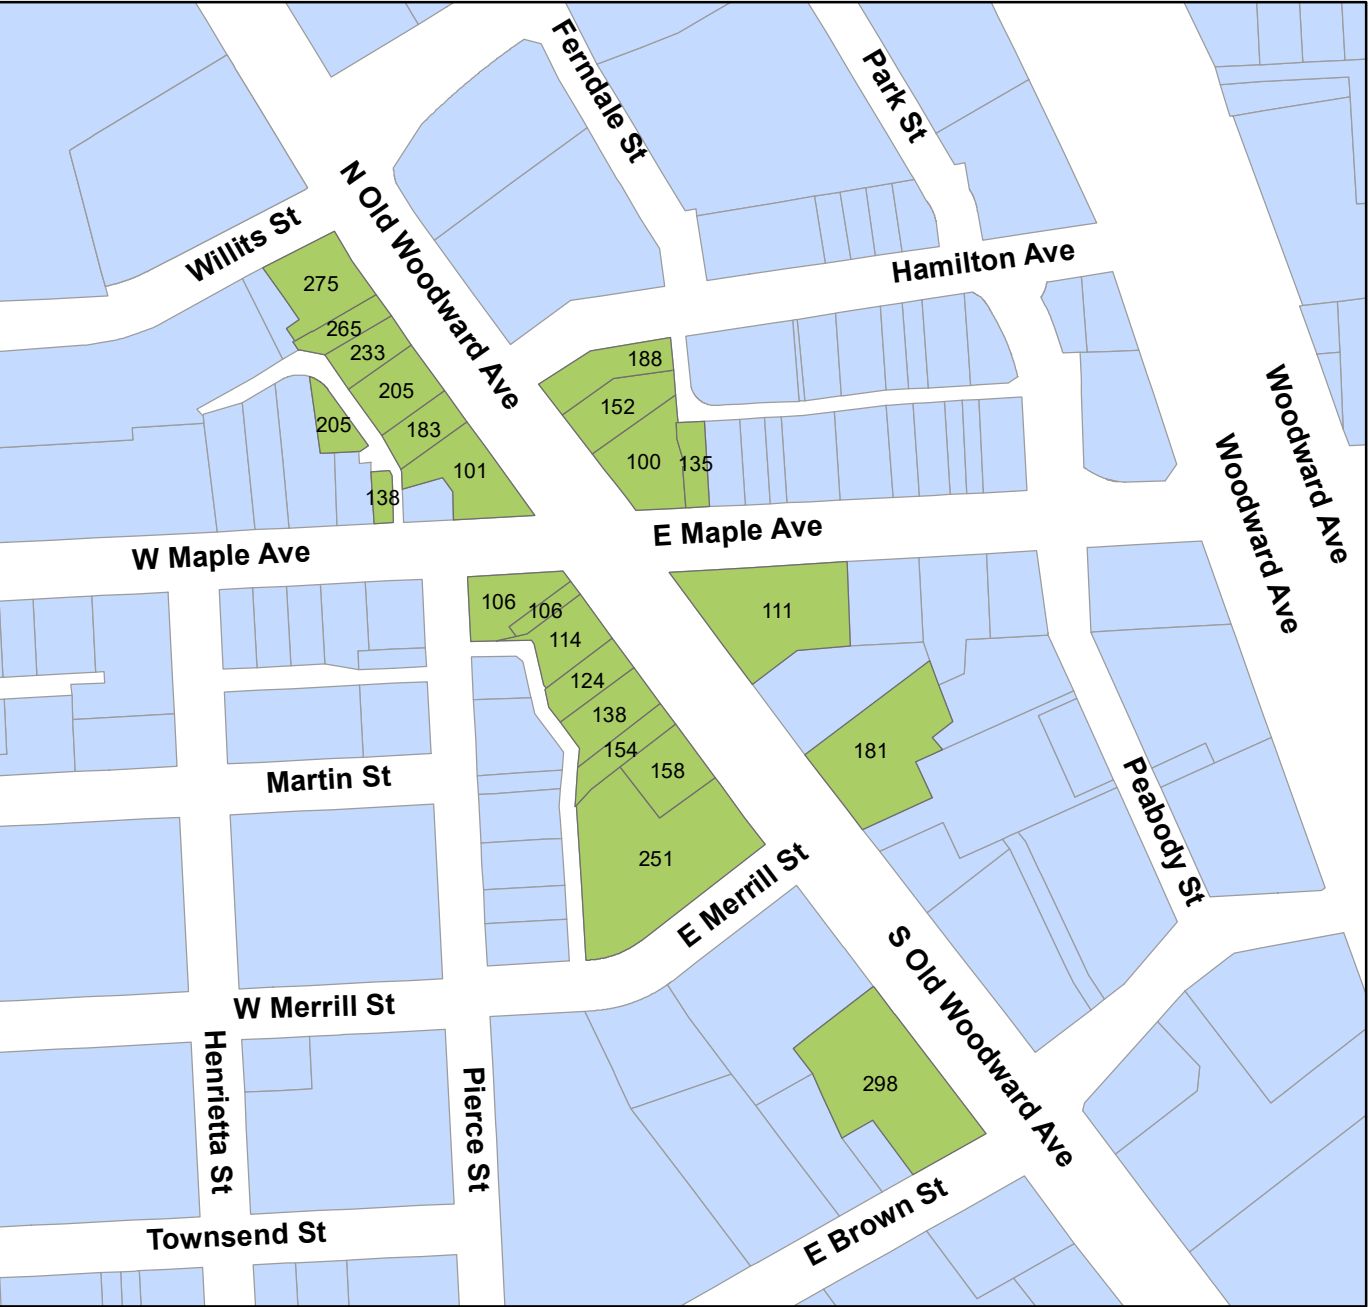 Ferndale St
Park St
N Old Woodward Ave
Willits St
Hamilton Ave
275
265
233
188
205
152
205
183
100
135
101
138
Woodward Ave
Woodward Ave
W Maple Ave
E Maple Ave
106
106
111
114
124
138
154
181
158
Martin St
Peabody St
251
E Merrill St
S Old Woodward Ave
W Merrill St
Henrietta St
Pierce St
298
E Brown St
Townsend St